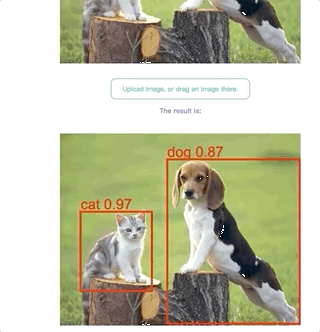 Upload image, or drag an image there.
The result is:
dog 0.87
cat 0.97